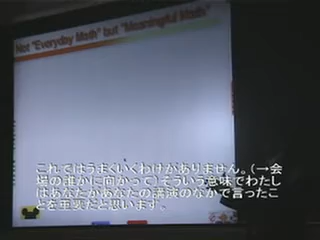 Not "Everyday Math" but "Meaningful Math"
これではうまくいくわけがありません。(→会
場の誰かに向かって)そういう意味でわたし
はあなたがあなたの講演のなかで言ったこ
とを重要だと思います。